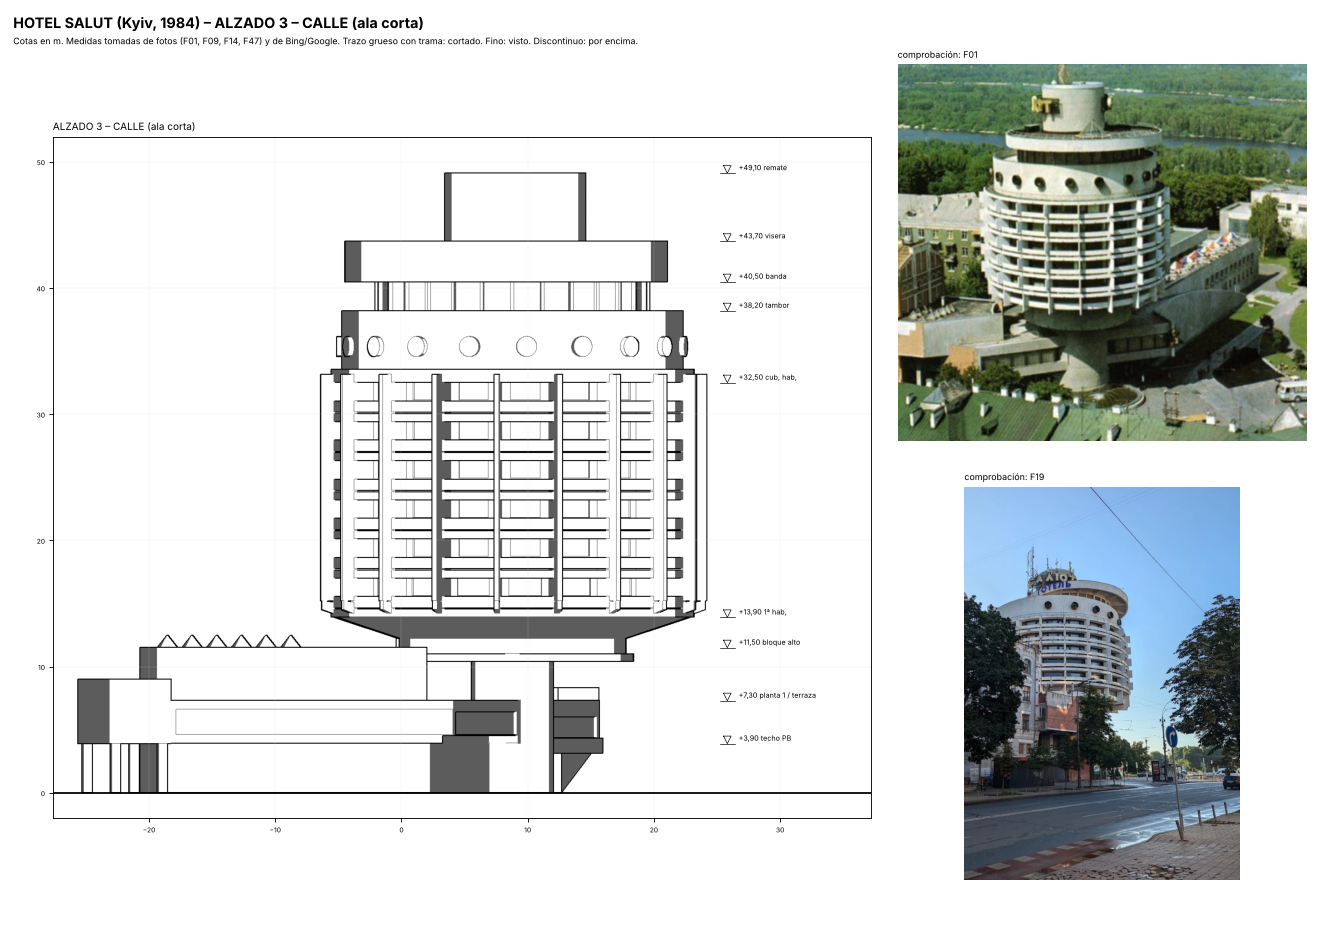 HOTEL SALUT (Kyiv, 1984) – ALZADO 3 – CALLE (ala corta)
Cotas en m. Medidas tomadas de fotos (F01, F09, F14, F47) y de Bing/Google. Trazo grueso con trama: cortado. Fino: visto. Discontinuo: por encima.
comprobación: F01
ALZADO 3 – CALLE (ala corta)
50
+49,10 remate
+43,70 visera
+40,50 banda
40
+38,20 tambor
+32,50 cub, hab,
30
20
+13,90 1ª hab,
+11,50 bloque alto
10
+7,30 planta 1 / terraza
+3,90 techo PB
0
−20
−10
0
10
20
30
comprobación: F19